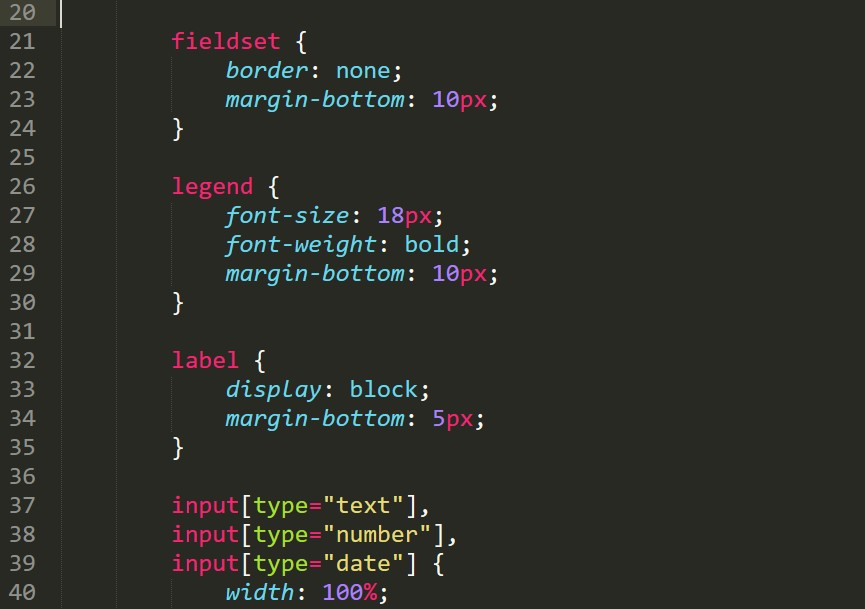 20
21 fieldset {
22 border: none;
23 margin-bottom: 10px;
24 }
25
26 legend {
27 font-size: 18px;
28 font-weight: bold;
29 margin-bottom: 10px;
30 }
31
32 label {
33 display: block;
34 margin-bottom: 5px;
35 }
36
37 input[type="text"],
38 input[type="number"],
39 input[type="date"] {
40 width: 100%;